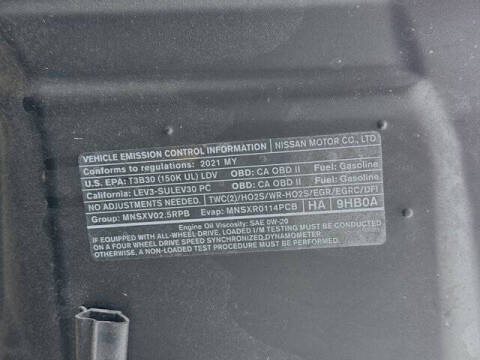 VEHICLE EMISSION CONTROL INFORMATION NISSAN MOTOR CO., LTD
Conforms to regulations: 2021 MY
U.S. EPA: T3B30 (150K UL) LDV OBD: CA OBD II Fuel: Gasoline
California: LEV3-SULEV30 PC OBD: CA OBD II Fuel: Gasoline
NO ADJUSTMENTS NEEDED. TWC(2)/HO2S/WR-HO2S/EGR/EGRC/DFI
Group: MNSXV02.5RPB Evap: MNSXR0114PCB HA 9HB0A
Engine Oil Viscosity: SAE 0W-20
IF EQUIPPED WITH ALL-WHEEL DRIVE, LOADED I/M TESTING MUST BE CONDUCTED ON
A FOUR WHEEL DRIVE SPEED SYNCHRONIZED DYNAMOMETER.
OTHERWISE, A NON-LOADED TEST PROCEDURE MUST BE PERFORMED.